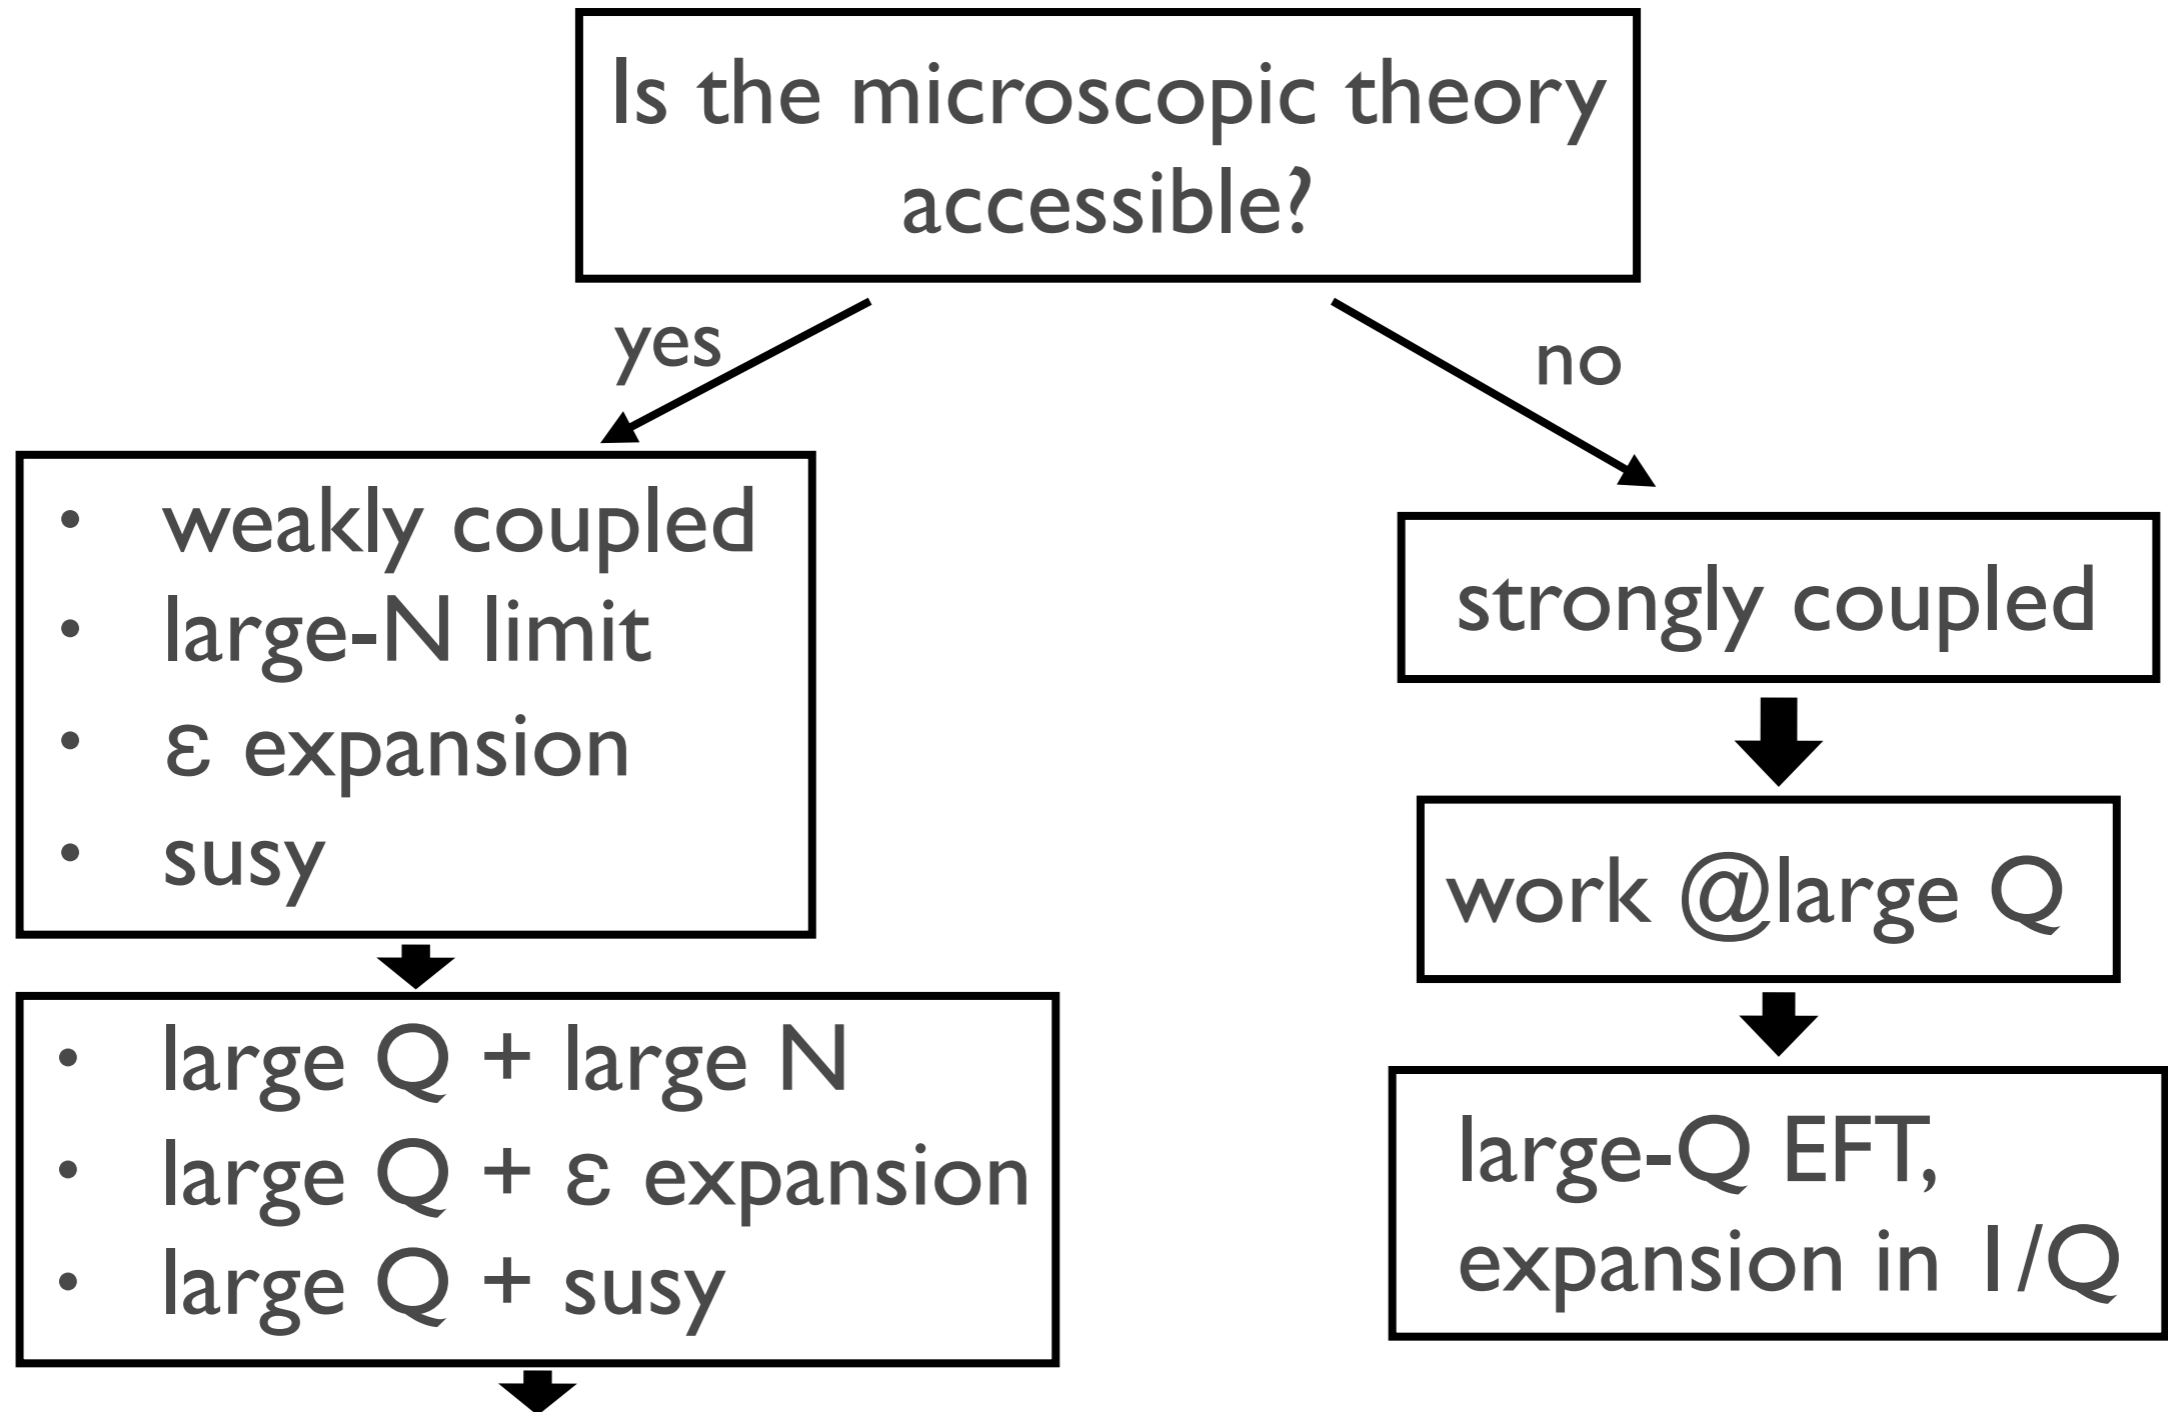 Is the microscopic theory
accessible?
yes
no
• weakly coupled
• large-N limit
• ε expansion
• susy
strongly coupled
work @large Q
• large Q + large N
• large Q + ε expansion
• large Q + susy
large-Q EFT,
expansion in 1/Q